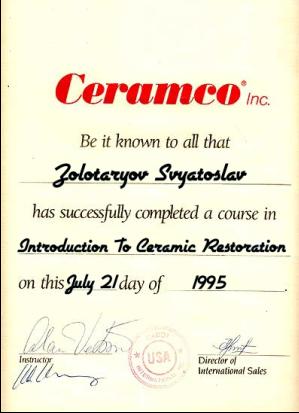 Ceramco® Inc.
Be it known to all that
Zolotaryov Svyatoslav
has successfully completed a course in
Introduction To Ceramic Restoration
on this July 21 day of 1995
Instructor
Director of
International Sales
USA
INTERNATIONAL